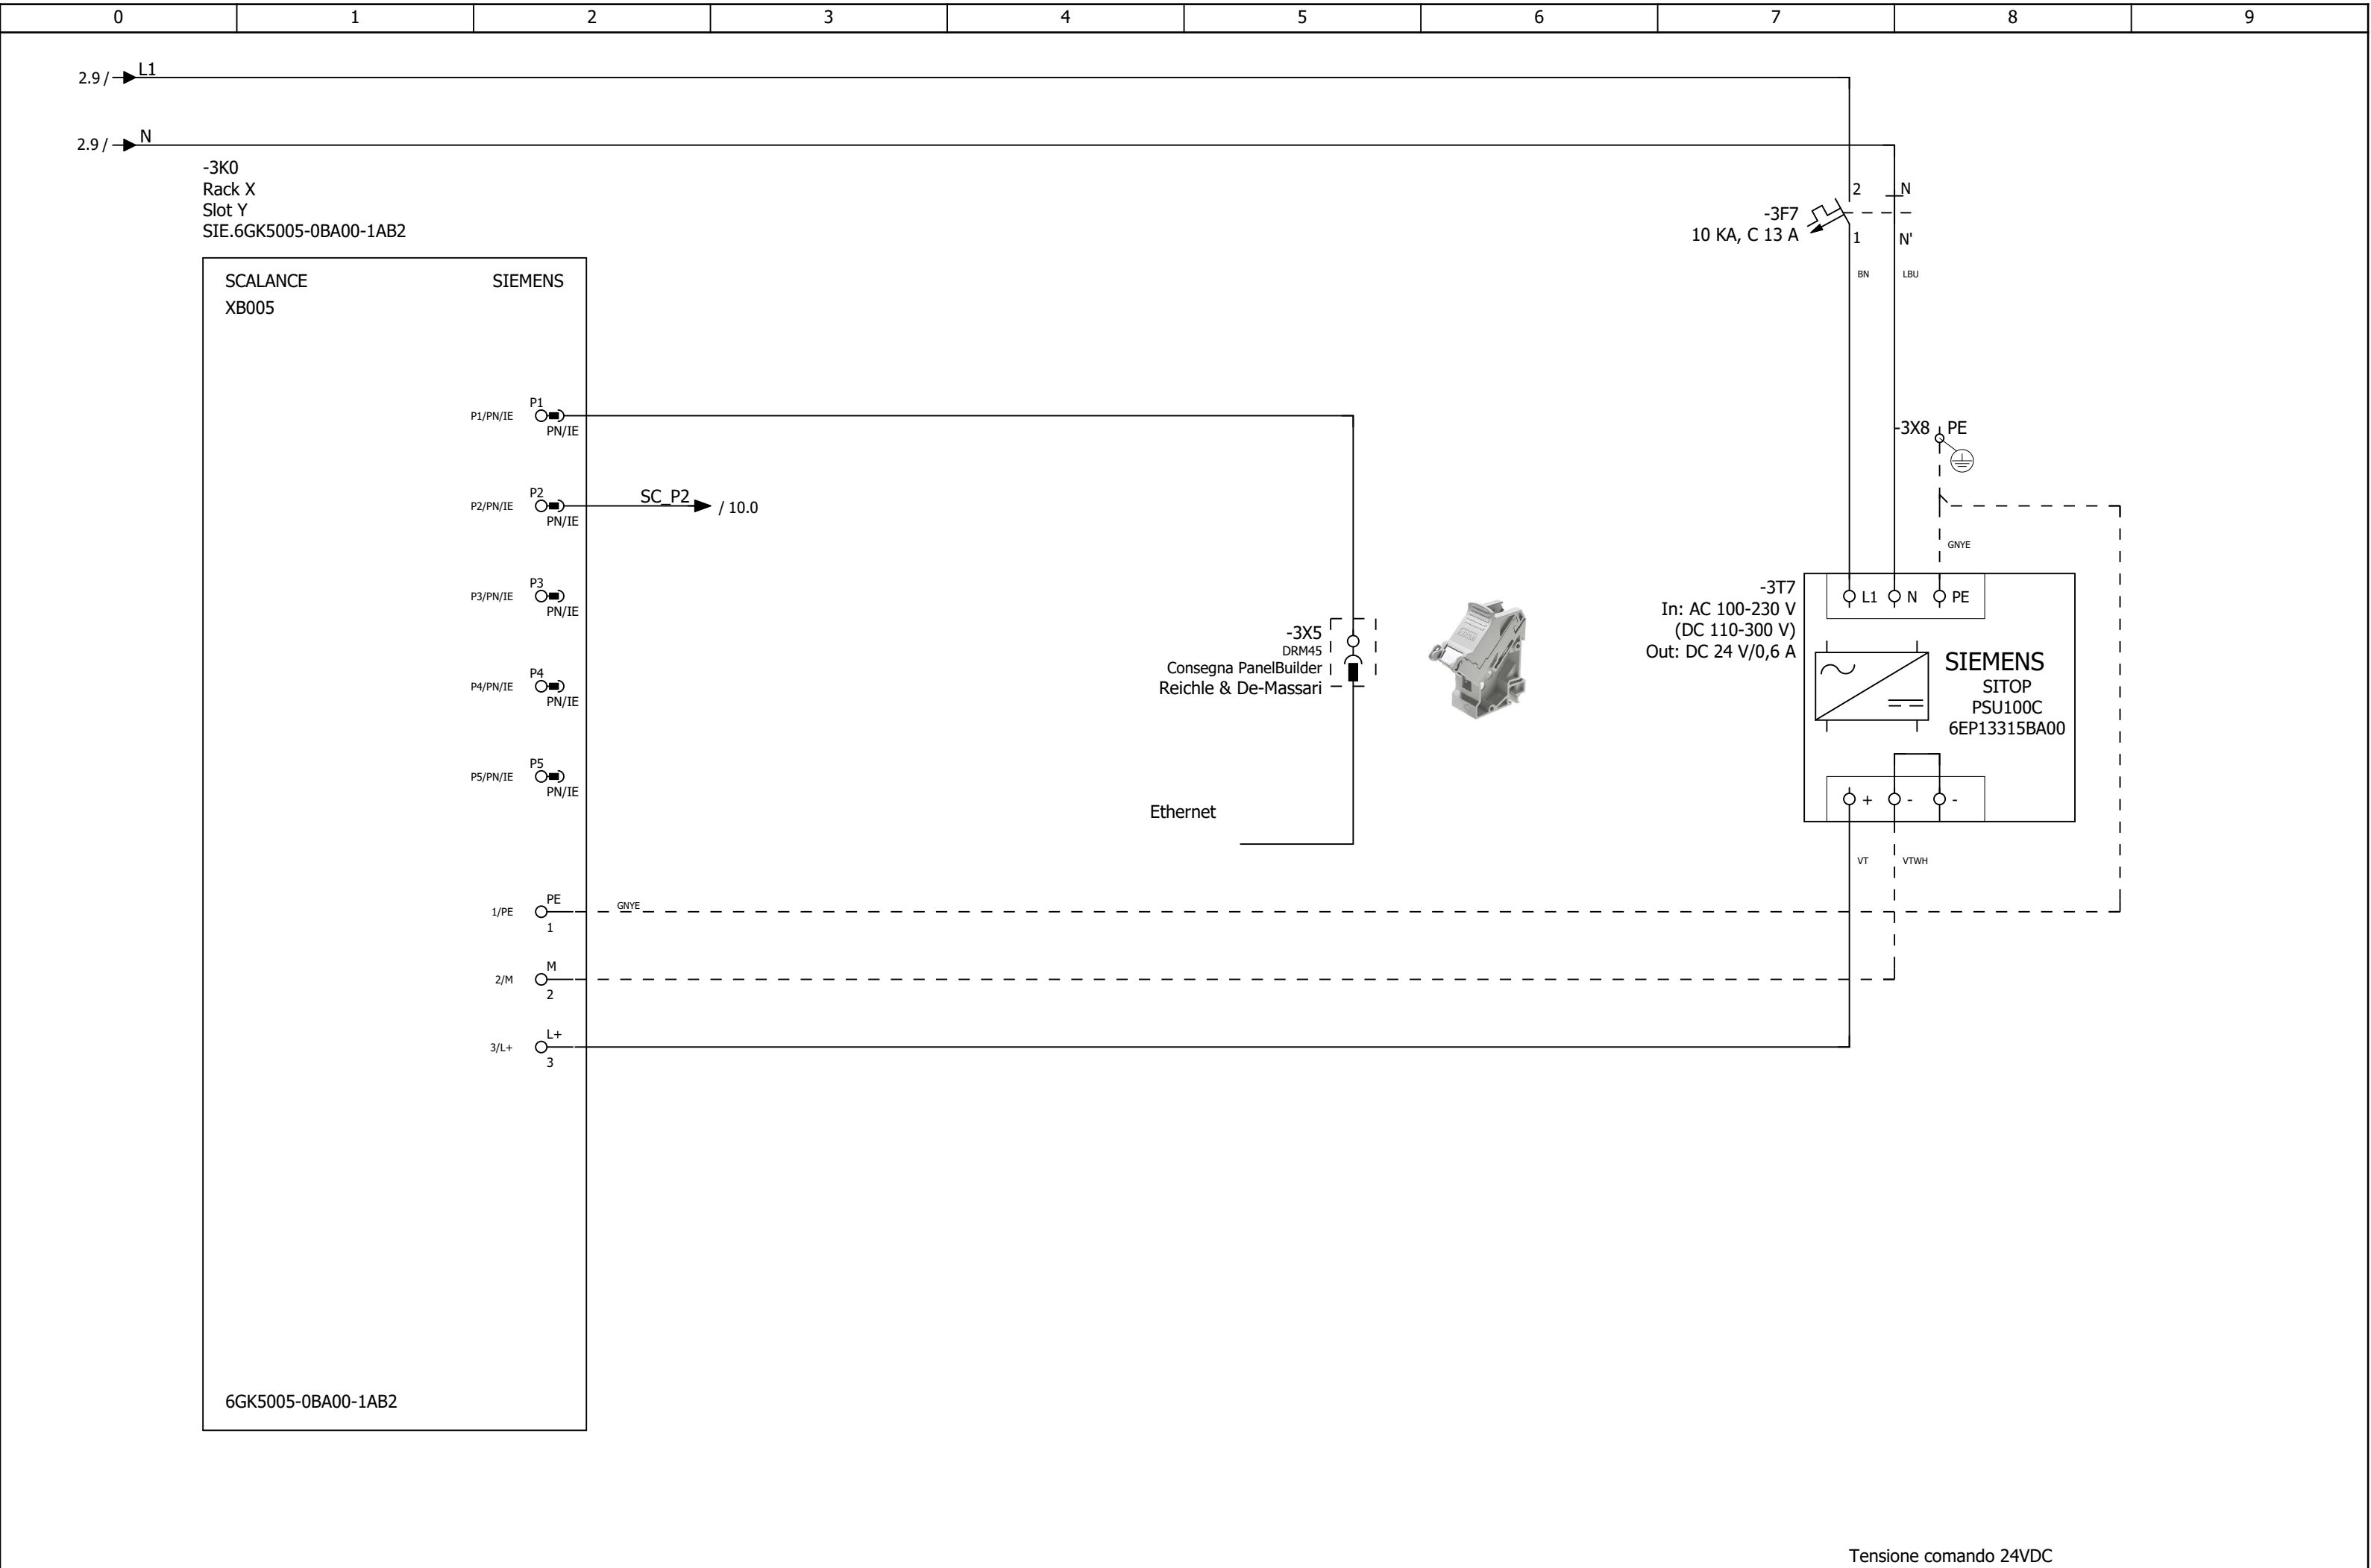 0 1 2 3 4 5 6 7 8 9
2.9 / L1
2.9 / N
-3K0
Rack X
Slot Y
SIE.6GK5005-0BA00-1AB2
SCALANCE SIEMENS
XB005
P1/PN/IE P1
PN/IE
P2/PN/IE P2
PN/IE
SC_P2 / 10.0
P3/PN/IE P3
PN/IE
P4/PN/IE P4
PN/IE
P5/PN/IE P5
PN/IE
1/PE PE
1
GNYE
2/M M
2
3/L+ L+
3
6GK5005-0BA00-1AB2
-3X5
DRM45
Consegna PanelBuilder
Reichle & De-Massari
Ethernet
-3F7
10 KA, C 13 A
2 N
1 N'
BN LBU
-3X8 PE
GNYE
-3T7
In: AC 100-230 V
(DC 110-300 V)
Out: DC 24 V/0,6 A
L1 N PE
SIEMENS
SITOP
PSU100C
6EP13315BA00
+ - -
VT VTWH
Tensione comando 24VDC